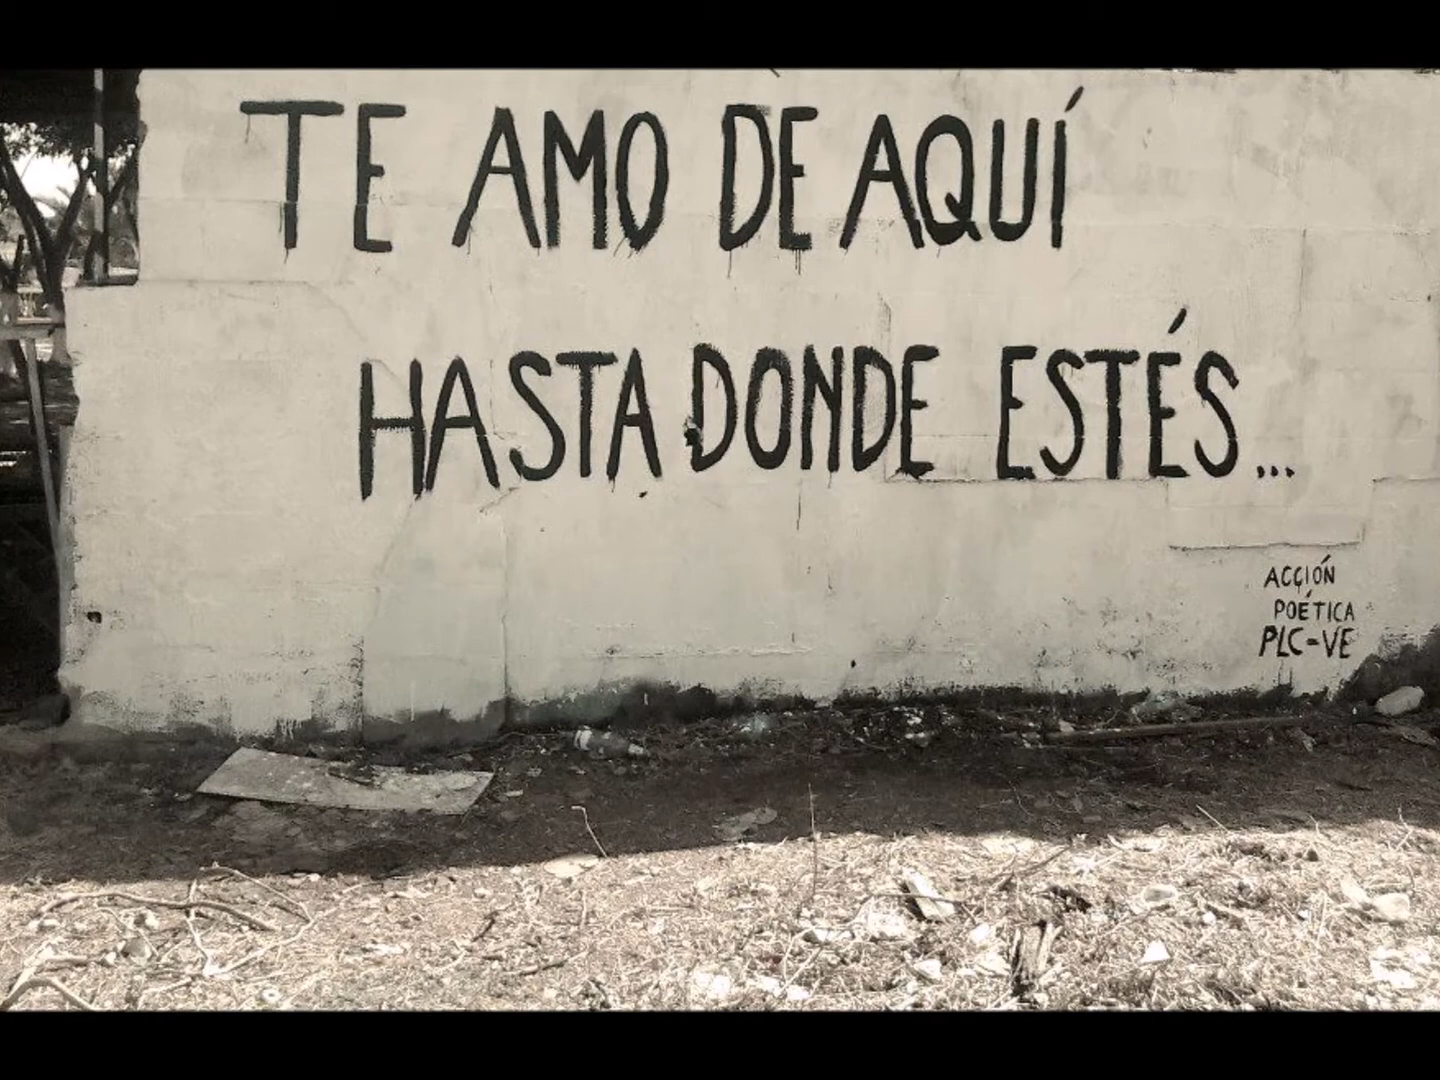 TE AMO DE AQUÍ
HASTA DONDE ESTÉS...
ACCIÓN
POÉTICA
PLC-VE